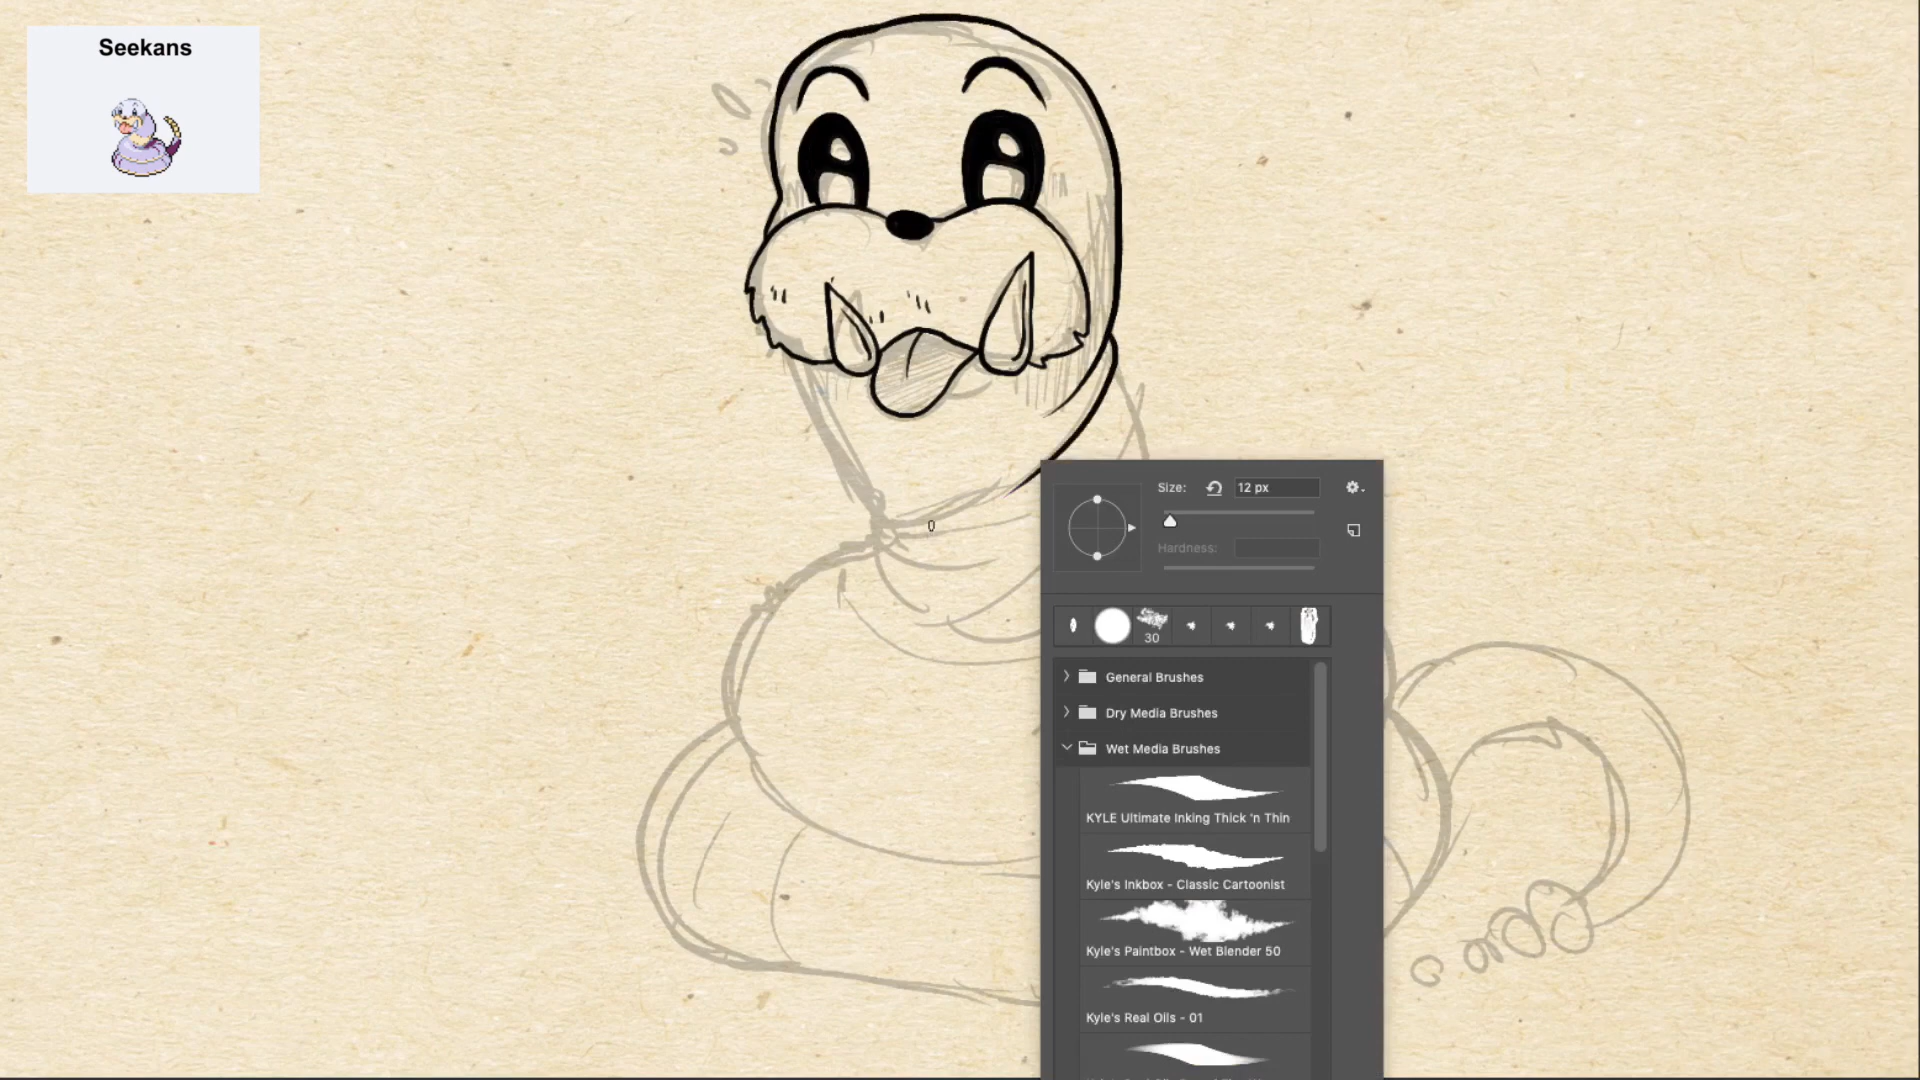 Seekans
Size:
12 px
Hardness:
30
General Brushes
Dry Media Brushes
Wet Media Brushes
KYLE Ultimate Inking Thick 'n Thin
Kyle's Inkbox - Classic Cartoonist
Kyle's Paintbox - Wet Blender 50
Kyle's Real Oils - 01